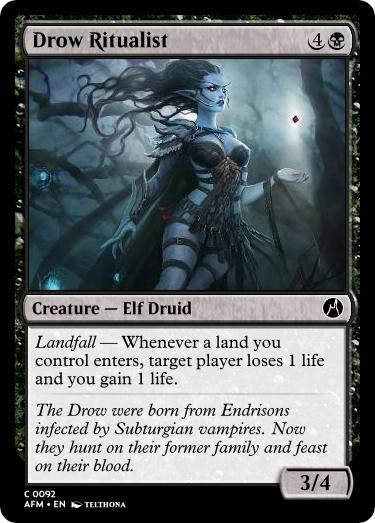 Drow Ritualist 4
Creature — Elf Druid
Landfall — Whenever a land you
control enters, target player loses 1 life
and you gain 1 life.
The Drow were born from Endrisons
infected by Subturgian vampires. Now
they hunt on their former family and feast
on their blood.
3/4
C 0092
AFM • EN TELTHONA